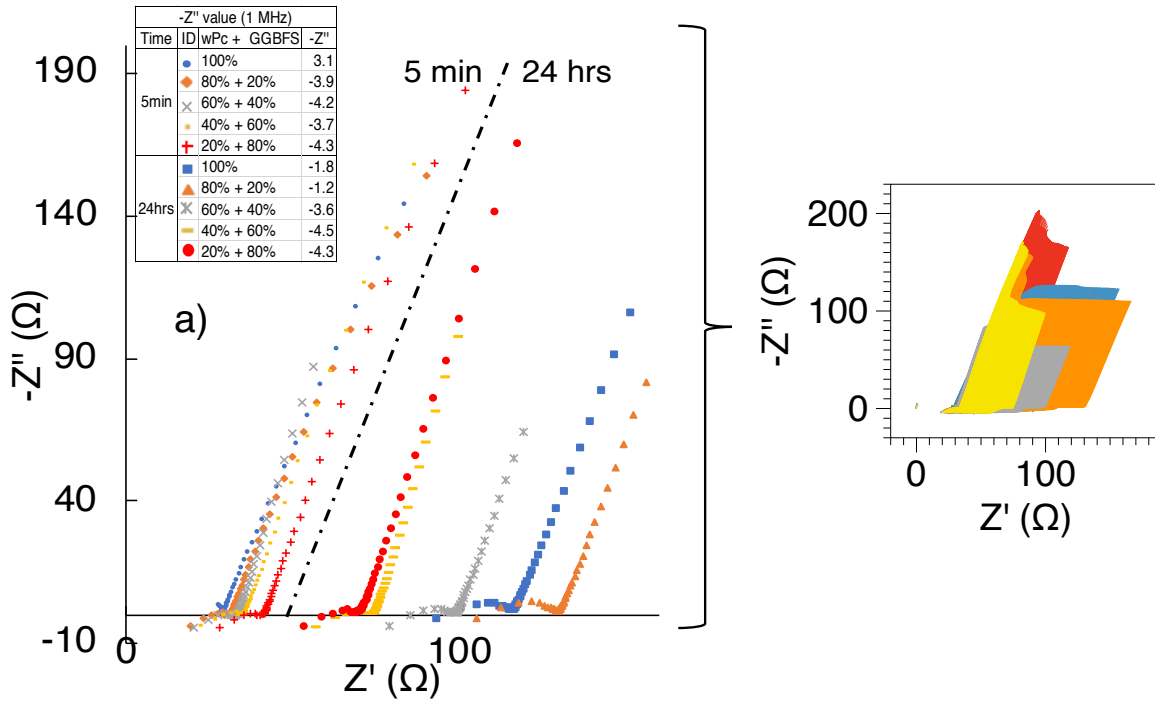 -Z" value (1 MHz)
Time ID wPc + GGBFS -Z"
5min
100% 3.1
80% + 20% -3.9
60% + 40% -4.2
40% + 60% -3.7
20% + 80% -4.3
24hrs
100% -1.8
80% + 20% -1.2
60% + 40% -3.6
40% + 60% -4.5
20% + 80% -4.3
5 min 24 hrs
a)
190
140
90
40
-10
-Z" (Ω)
0 100
Z' (Ω)
200
100
0
-Z" (Ω)
0 100
Z' (Ω)